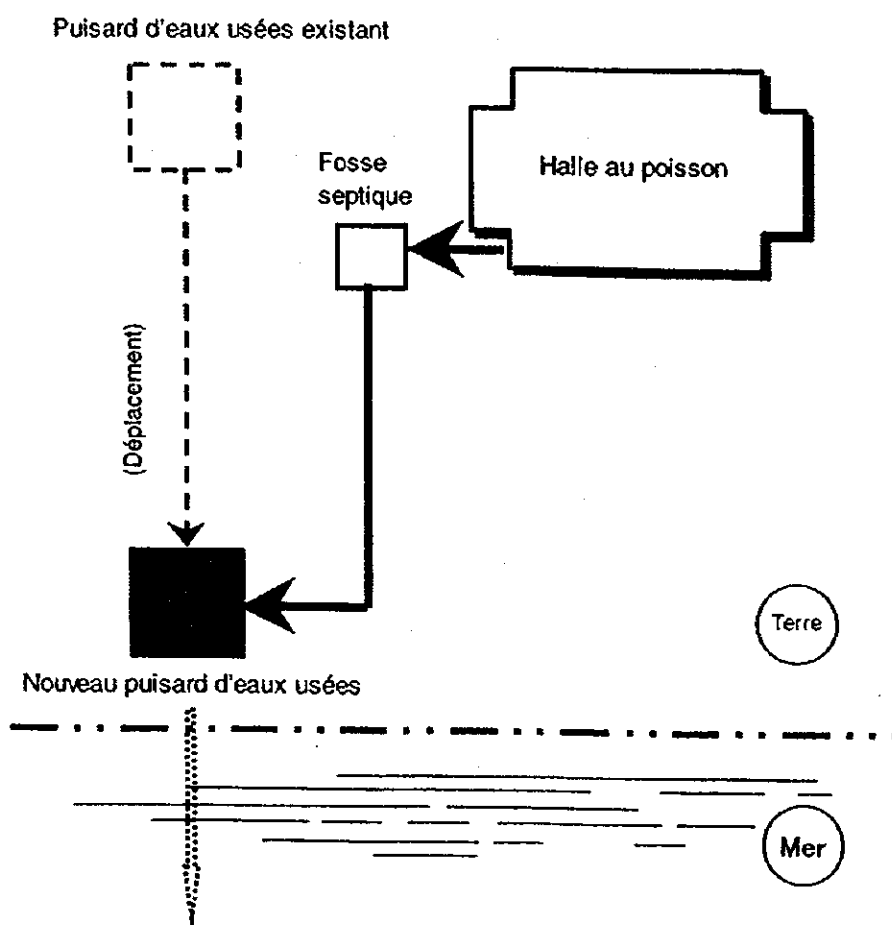 Puisard d'eaux usées existant
Fosse
septique
Halle au poisson
(Déplacement)
Terre
Nouveau puisard d'eaux usées
Mer